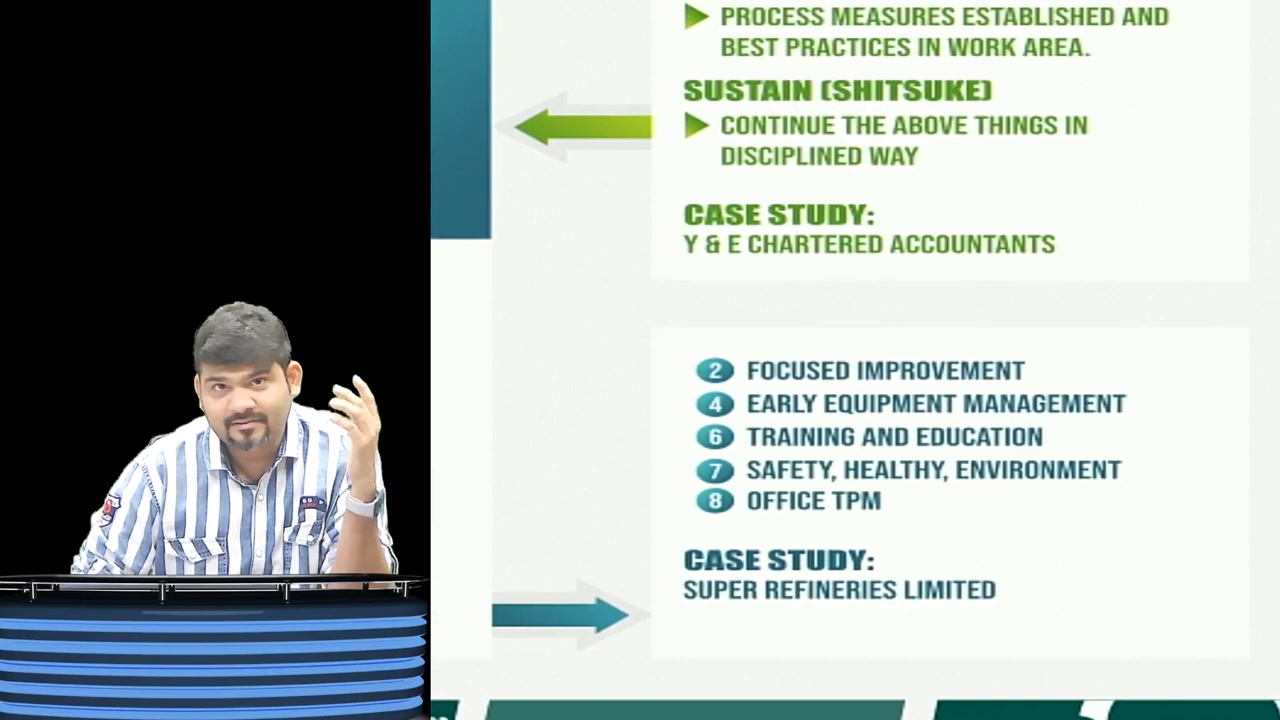 PROCESS MEASURES ESTABLISHED AND
BEST PRACTICES IN WORK AREA.
SUSTAIN (SHITSUKE)
CONTINUE THE ABOVE THINGS IN
DISCIPLINED WAY
CASE STUDY:
Y & E CHARTERED ACCOUNTANTS
2 FOCUSED IMPROVEMENT
4 EARLY EQUIPMENT MANAGEMENT
6 TRAINING AND EDUCATION
7 SAFETY, HEALTHY, ENVIRONMENT
8 OFFICE TPM
CASE STUDY:
SUPER REFINERIES LIMITED